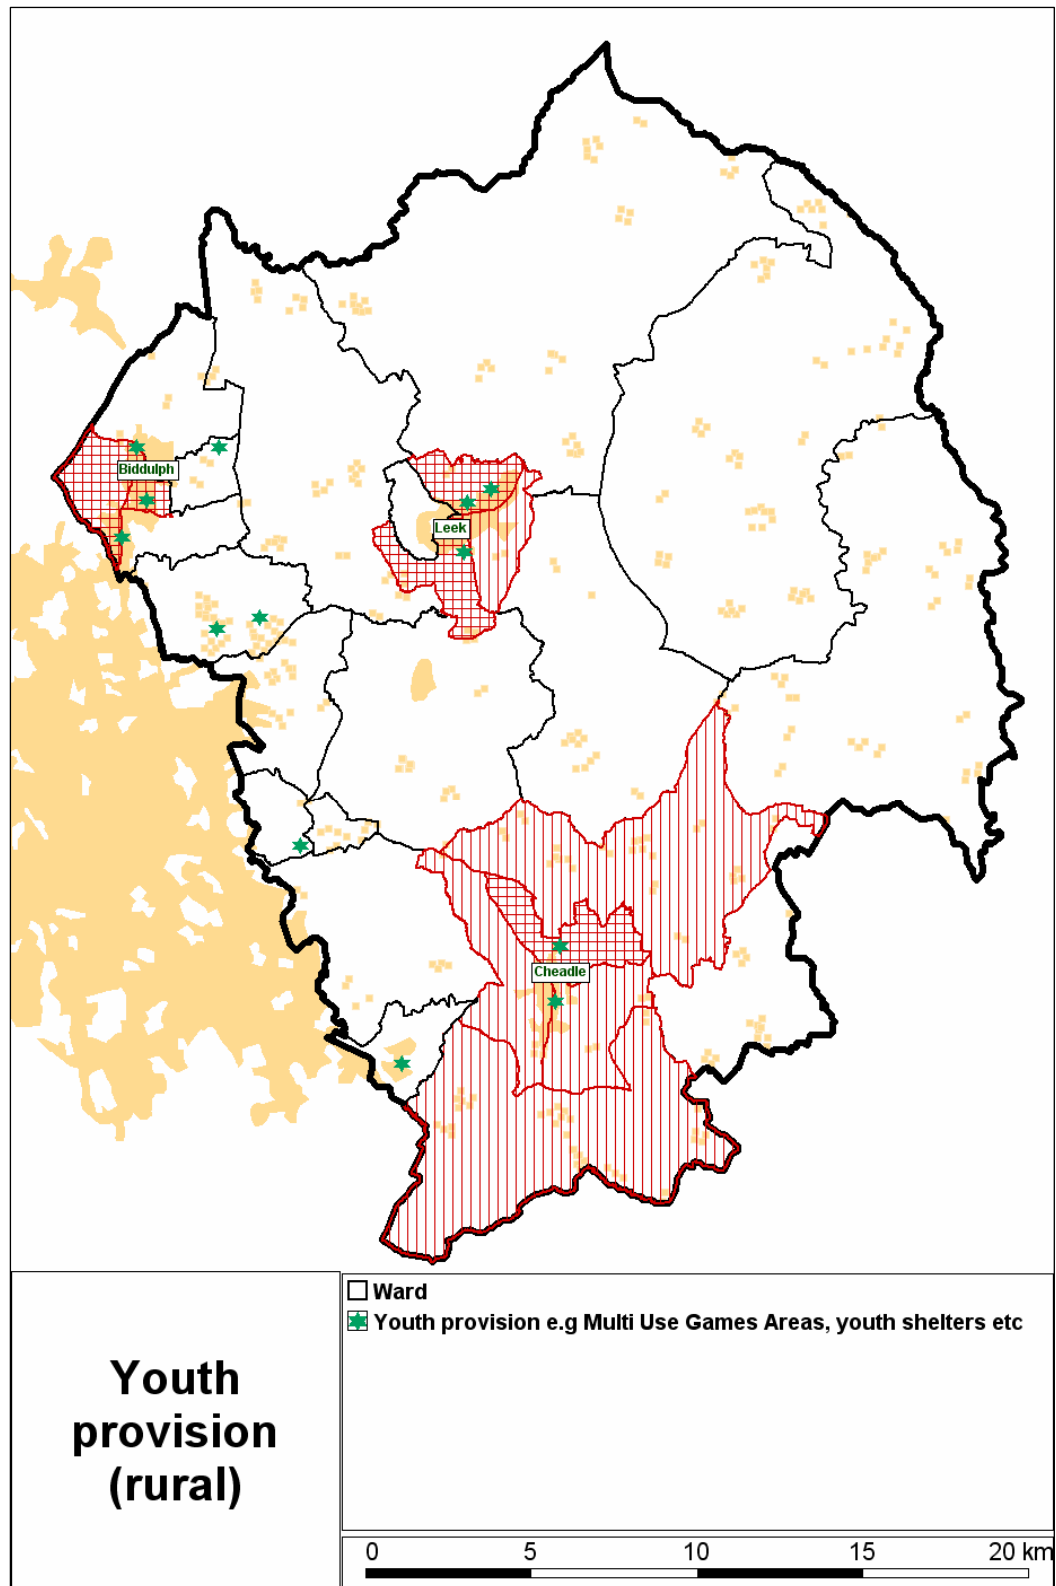 Biddulph
Leek
Cheadle
Youth
provision
(rural)
Ward
Youth provision e.g Multi Use Games Areas, youth shelters etc
0 5 10 15 20 km